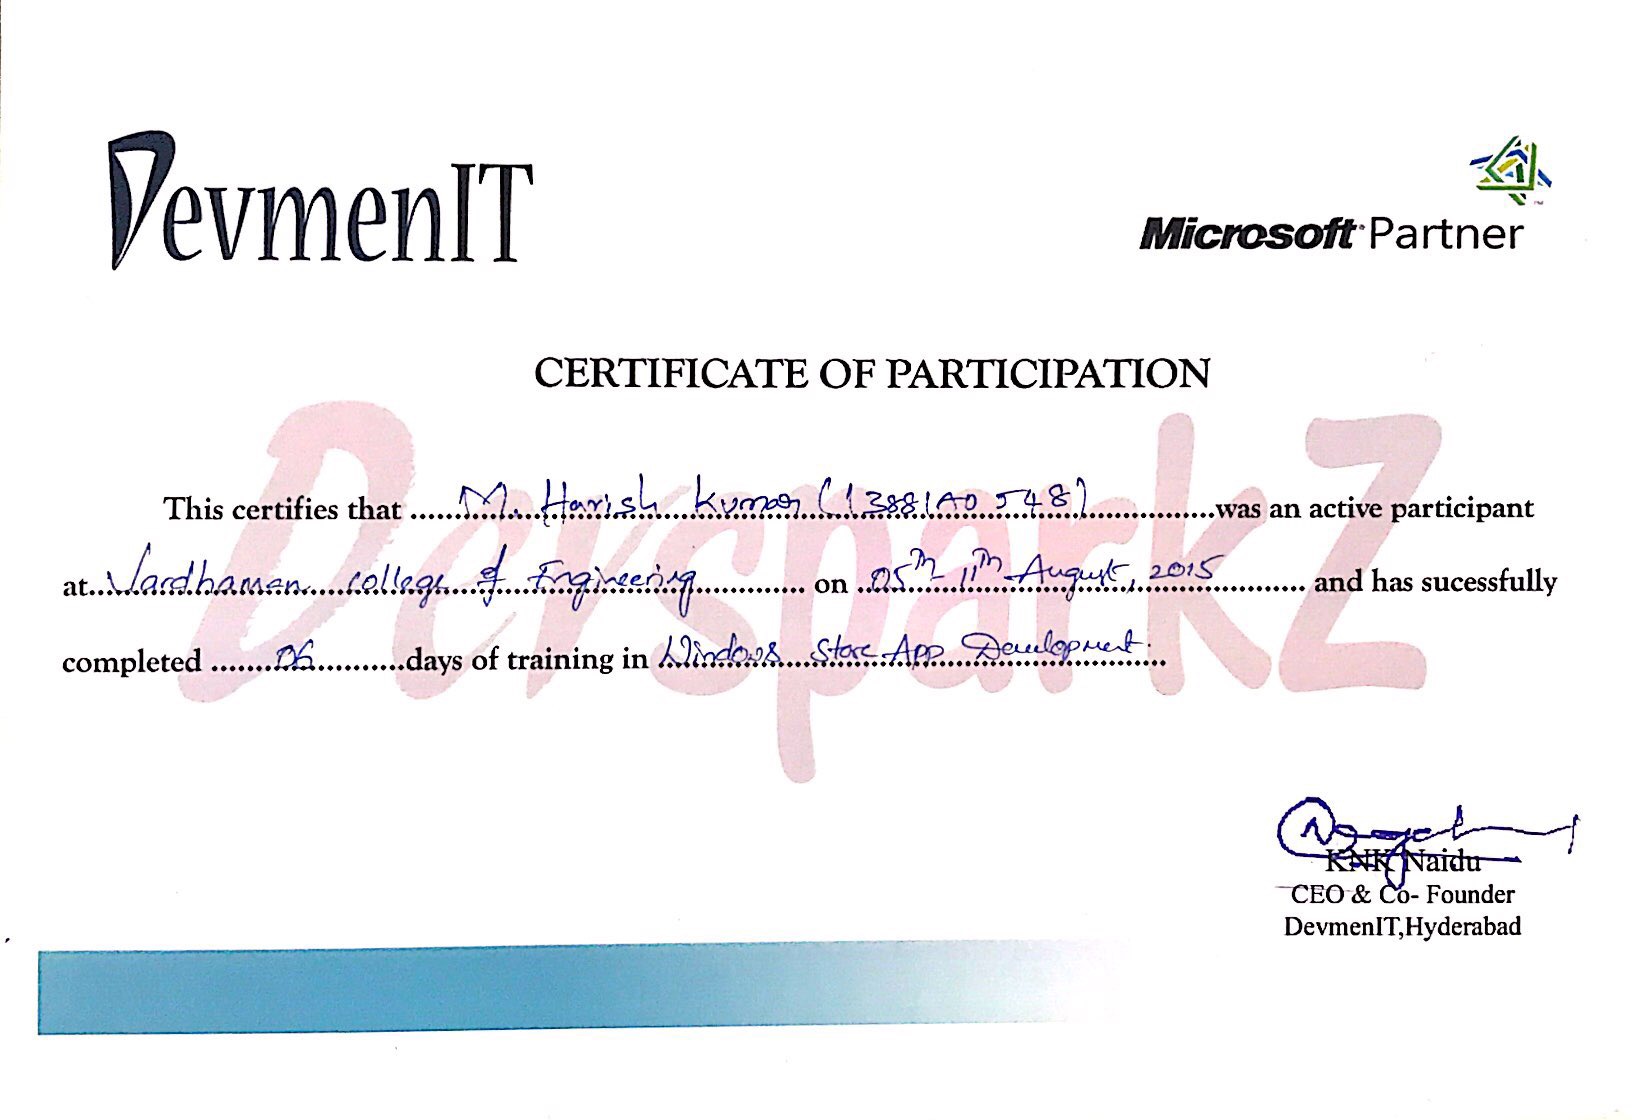 DevmenIT
Microsoft Partner
CERTIFICATE OF PARTICIPATION
DevsparkZ
This certifies that ......M. Harish Kumar (13881A0548)................was an active participant
at..Vardhaman college of Engineering............ on ..05th - 11th August, 2015........... and has sucessfully
completed ........06...........days of training in Windows Store App Development.
KNK Naidu
CEO & Co- Founder
DevmenIT,Hyderabad